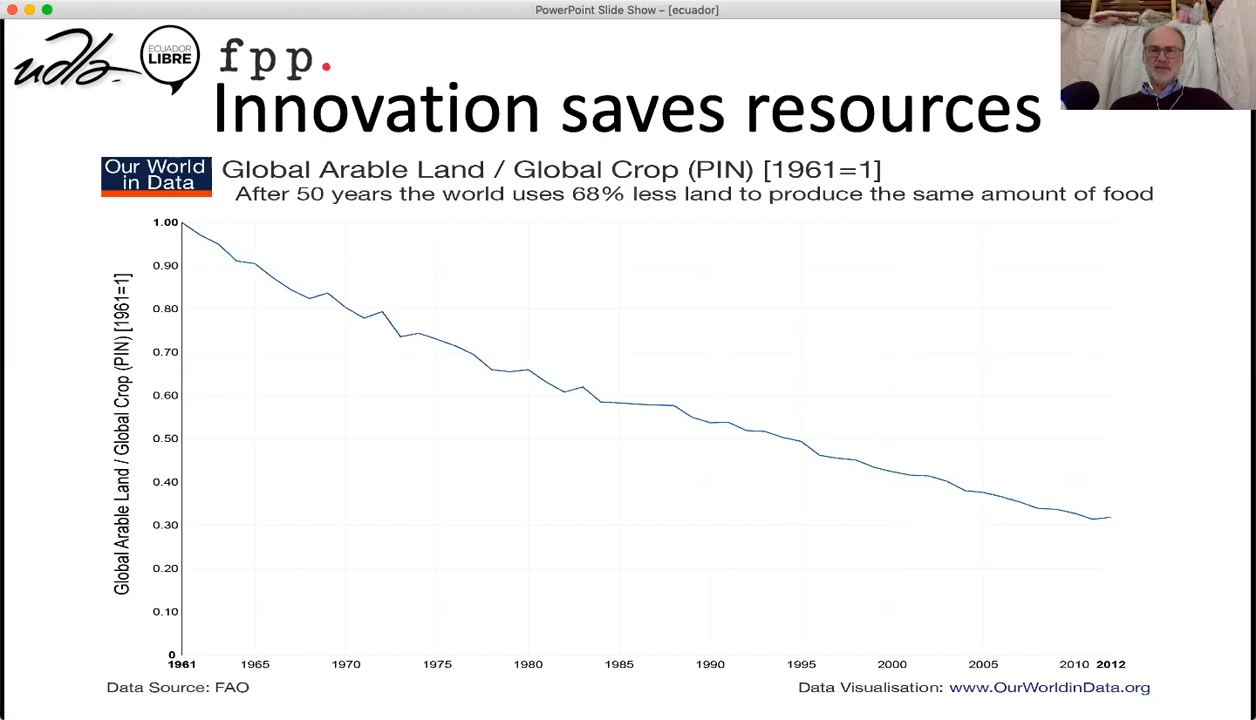 PowerPoint Slide Show – [ecuador]
udla.
ECUADOR
LIBRE
fpp.
Innovation saves resources
Our World
in Data
Global Arable Land / Global Crop (PIN) [1961=1]
After 50 years the world uses 68% less land to produce the same amount of food
Global Arable Land / Global Crop (PIN) [1961=1]
1.00
0.90
0.80
0.70
0.60
0.50
0.40
0.30
0.20
0.10
0
1961 1965 1970 1975 1980 1985 1990 1995 2000 2005 2010 2012
Data Source: FAO
Data Visualisation: www.OurWorldinData.org